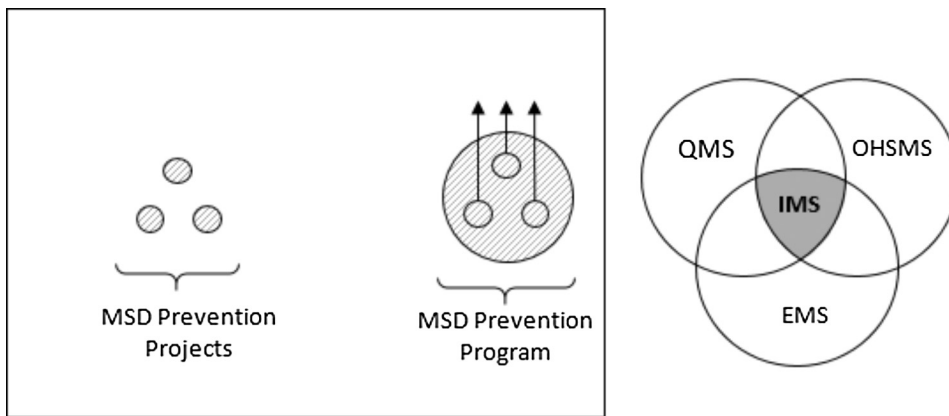 MSD Prevention
Projects
MSD Prevention
Program
QMS
OHSMS
IMS
EMS